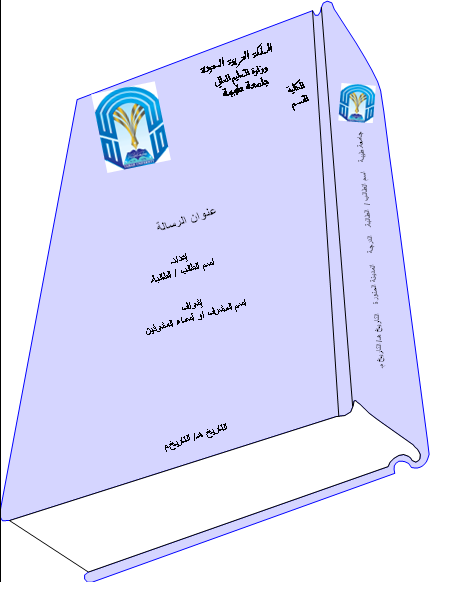 المملكة العربية السعودية
وزارة التعليم العالي
جامعة طيبة
الكلية
القسم
عنوان الرسالة
إعداد
اسم الطالب / الطالبة
إشراف
اسم المشرف او أسماء المشرفين
التاريخ هـ/ التاريخ م
جامعة طيبة اسم الطالب / الطالبة الدرجة المدينة المنورة التاريخ هـ/ التاريخ م